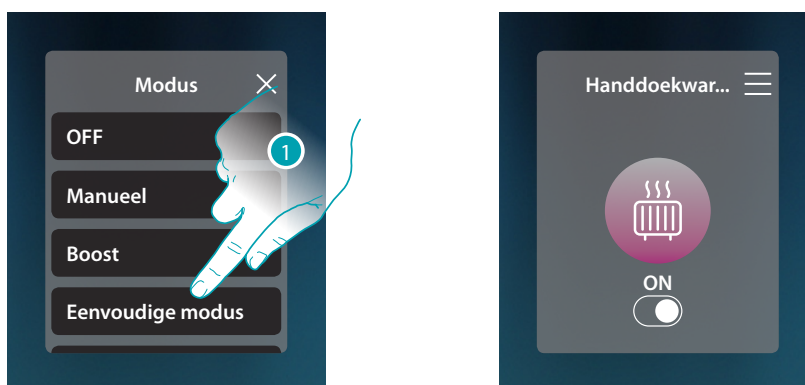 Modus
OFF
1
Manueel
Boost
Eenvoudige modus
Handdoekwar...
ON